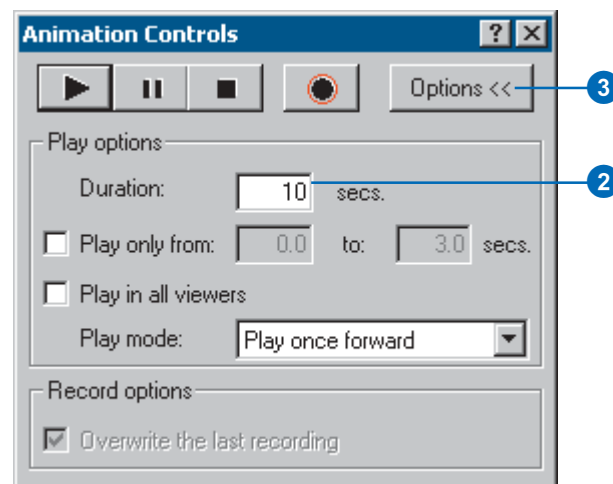 Animation Controls
Options <<
3
Play options
Duration: 10 secs.
2
Play only from: 0.0 to: 3.0 secs.
Play in all viewers
Play mode: Play once forward
Record options
Overwrite the last recording